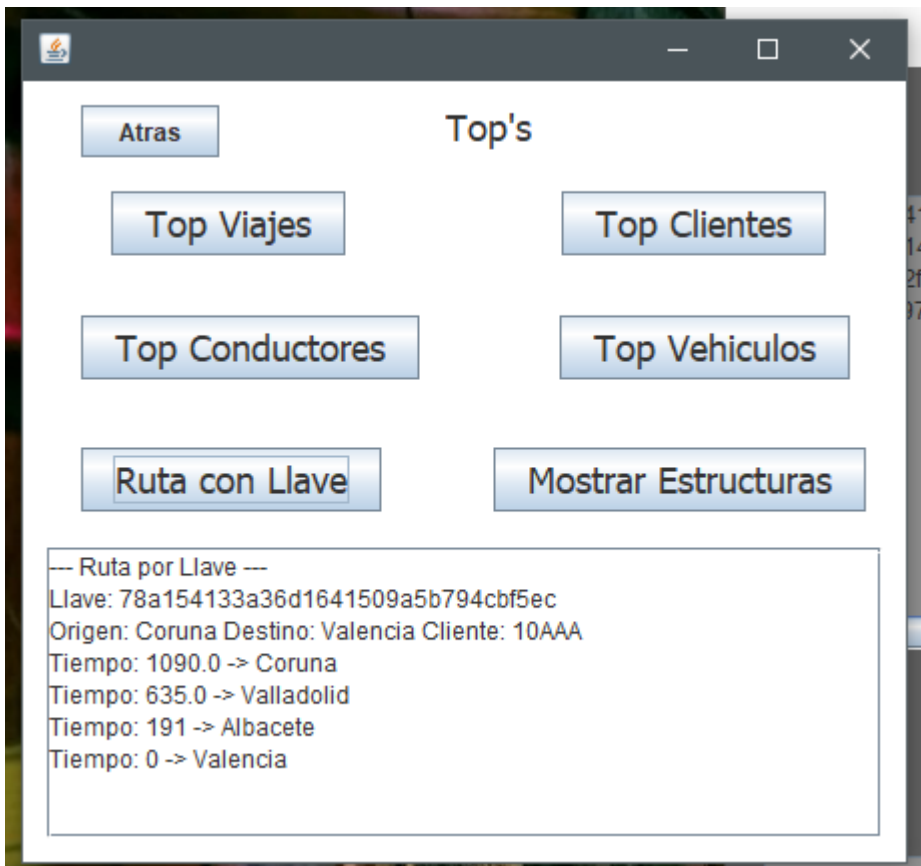 Atras
Top's
Top Viajes
Top Clientes
Top Conductores
Top Vehiculos
Ruta con Llave
Mostrar Estructuras
--- Ruta por Llave ---
Llave: 78a154133a36d1641509a5b794cbf5ec
Origen: Coruna Destino: Valencia Cliente: 10AAA
Tiempo: 1090.0 -> Coruna
Tiempo: 635.0 -> Valladolid
Tiempo: 191 -> Albacete
Tiempo: 0 -> Valencia